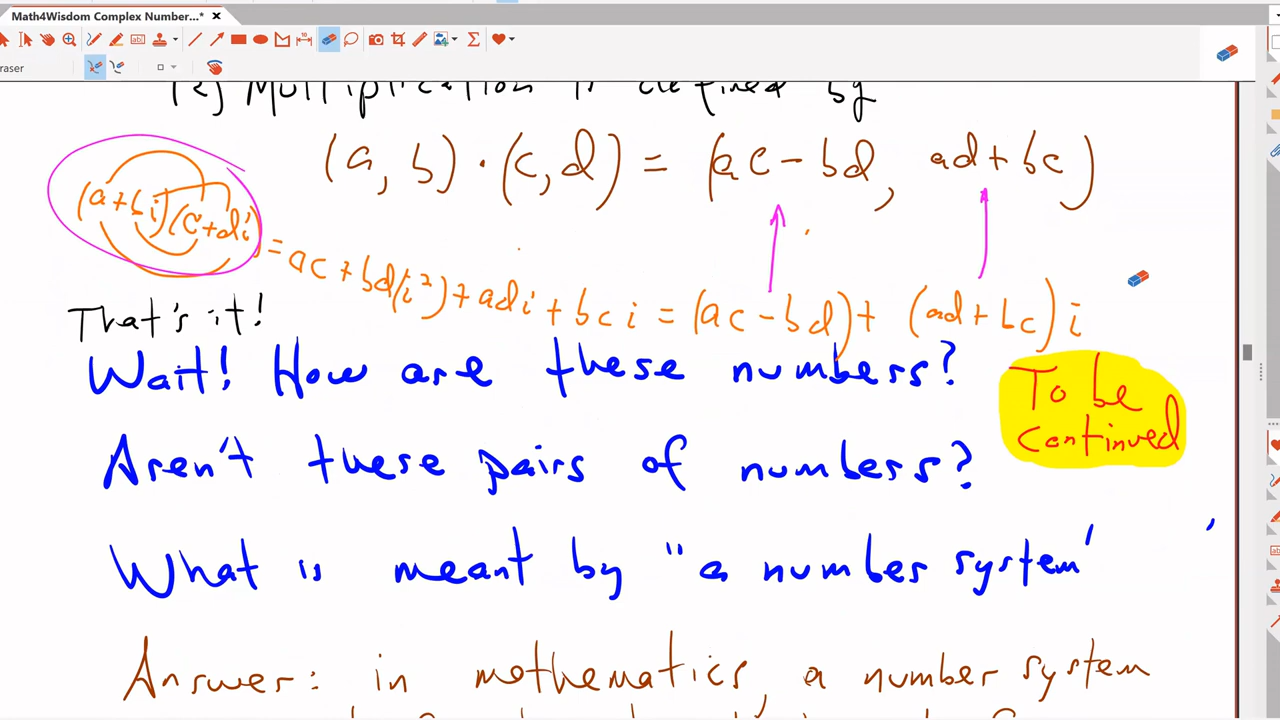 Math4Wisdom Complex Number...*
raser
(2) Multiplication is defined by
(a, b) · (c, d) = (ac - bd, ad + bc)
(a + bi)(c + di) = ac + bd(i²) + adi + bci = (ac - bd) + (ad + bc) i
That's it!
Wait! How are these numbers?
To be
continued
Aren't these pairs of numbers?
What is meant by "a number system"
Answer: in mathematics, a number system